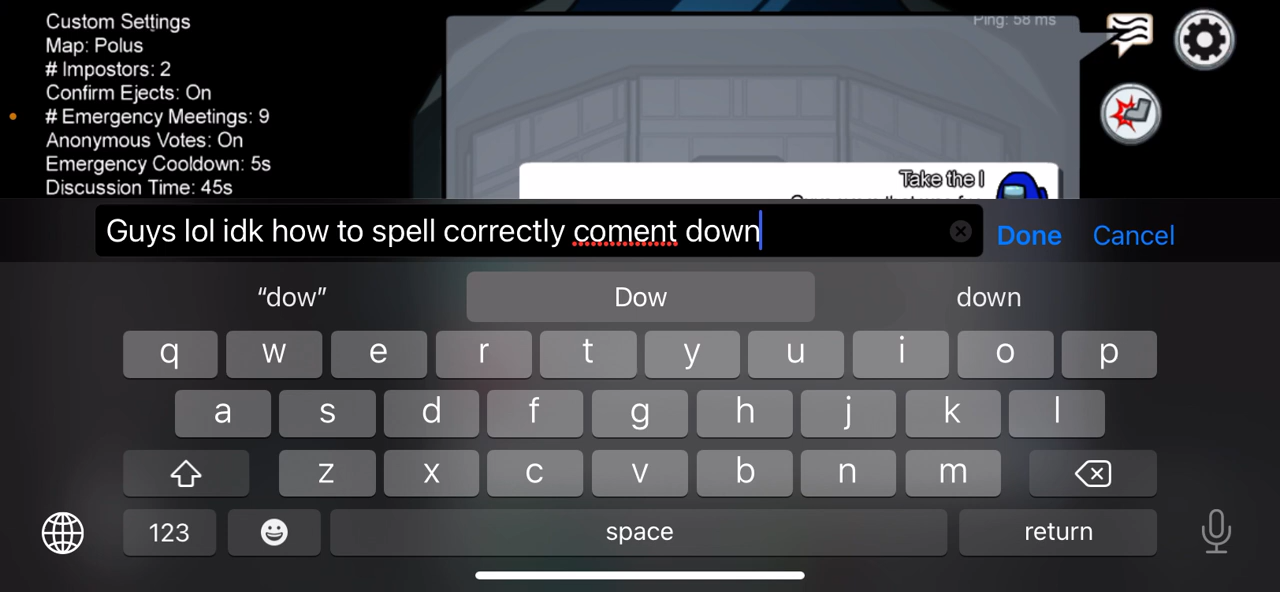 Custom Settings
Map: Polus
# Impostors: 2
Confirm Ejects: On
# Emergency Meetings: 9
Anonymous Votes: On
Emergency Cooldown: 5s
Discussion Time: 45s
Ping: 58 ms
Take the l
Guys lol idk how to spell correctly coment down
Done
Cancel
“dow”
Dow
down
q w e r t y u i o p
a s d f g h j k l
z x c v b n m
123
space
return